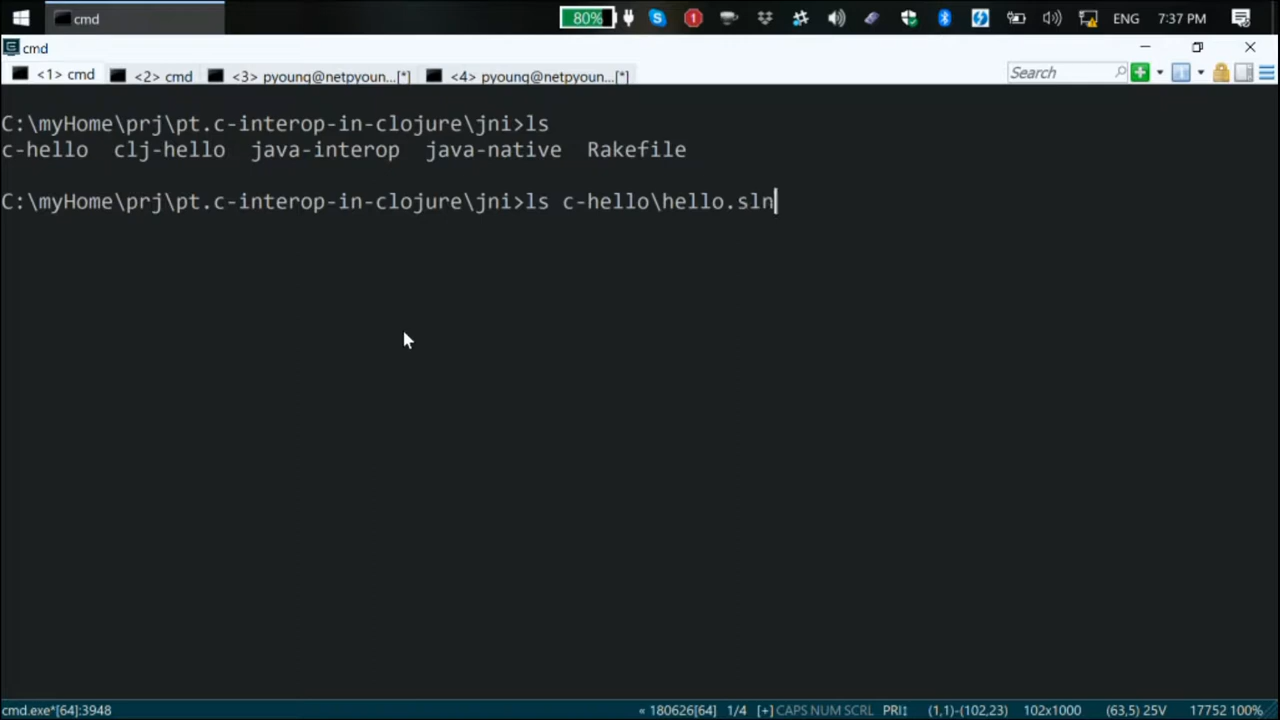 cmd
80%
1
ENG
7:37 PM
cmd
<1> cmd
<2> cmd
<3> pyoung@netpyoun...[*]
<4> pyoung@netpyoun...[*]
Search
C:\myHome\prj\pt.c-interop-in-clojure\jni>ls
c-hello clj-hello java-interop java-native Rakefile
C:\myHome\prj\pt.c-interop-in-clojure\jni>ls c-hello\hello.sln
cmd.exe*[64]:3948
« 180626[64] 1/4 [+] CAPS NUM SCRL PRI↕ (1,1)-(102,23) 102x1000 (63,5) 25V 17752 100%